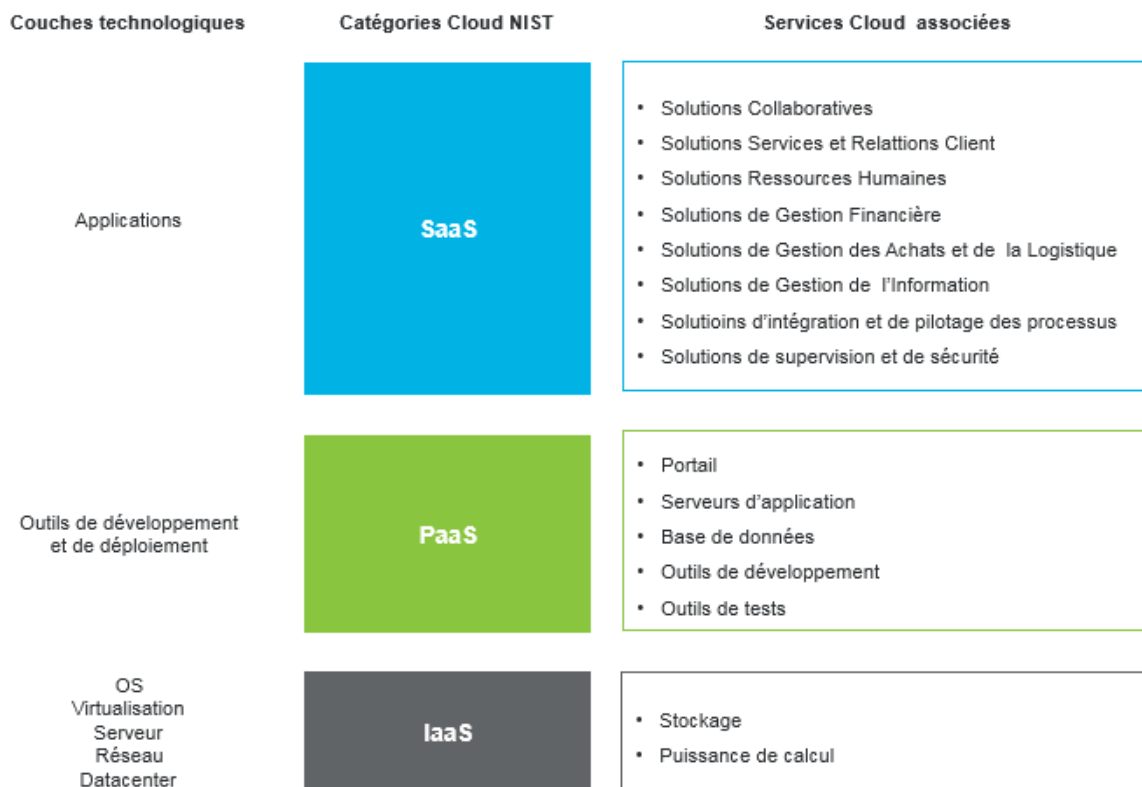 Couches technologiques
Catégories Cloud NIST
Services Cloud associées
Applications
SaaS
• Solutions Collaboratives
• Solutions Services et Relattions Client
• Solutions Ressources Humaines
• Solutions de Gestion Financière
• Solutions de Gestion des Achats et de la Logistique
• Solutions de Gestion de l’Information
• Solutioins d’intégration et de pilotage des processus
• Solutions de supervision et de sécurité
Outils de développement
et de déploiement
PaaS
• Portail
• Serveurs d’application
• Base de données
• Outils de développement
• Outils de tests
OS
Virtualisation
Serveur
Réseau
Datacenter
IaaS
• Stockage
• Puissance de calcul